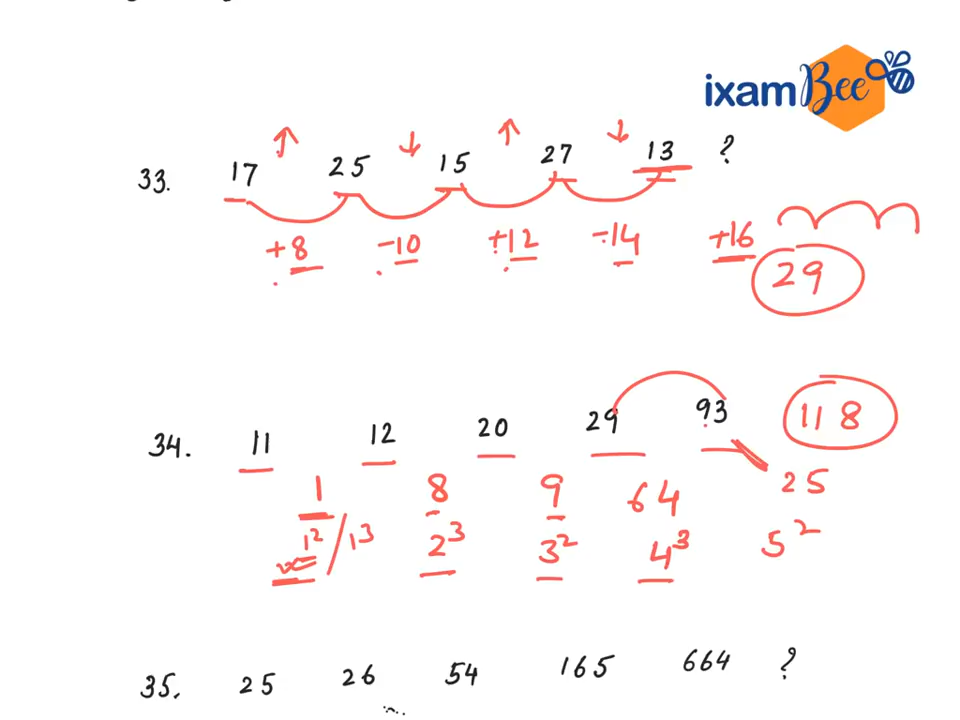 ixamBee
33. 17 25 15 27 13 ?
+8 -10 +12 -14 +16
29
34. 11 12 20 29 93 118
1 8 9 64 25
1² / 1³ 2³ 3² 4³ 5²
35. 25 26 54 165 664 ?